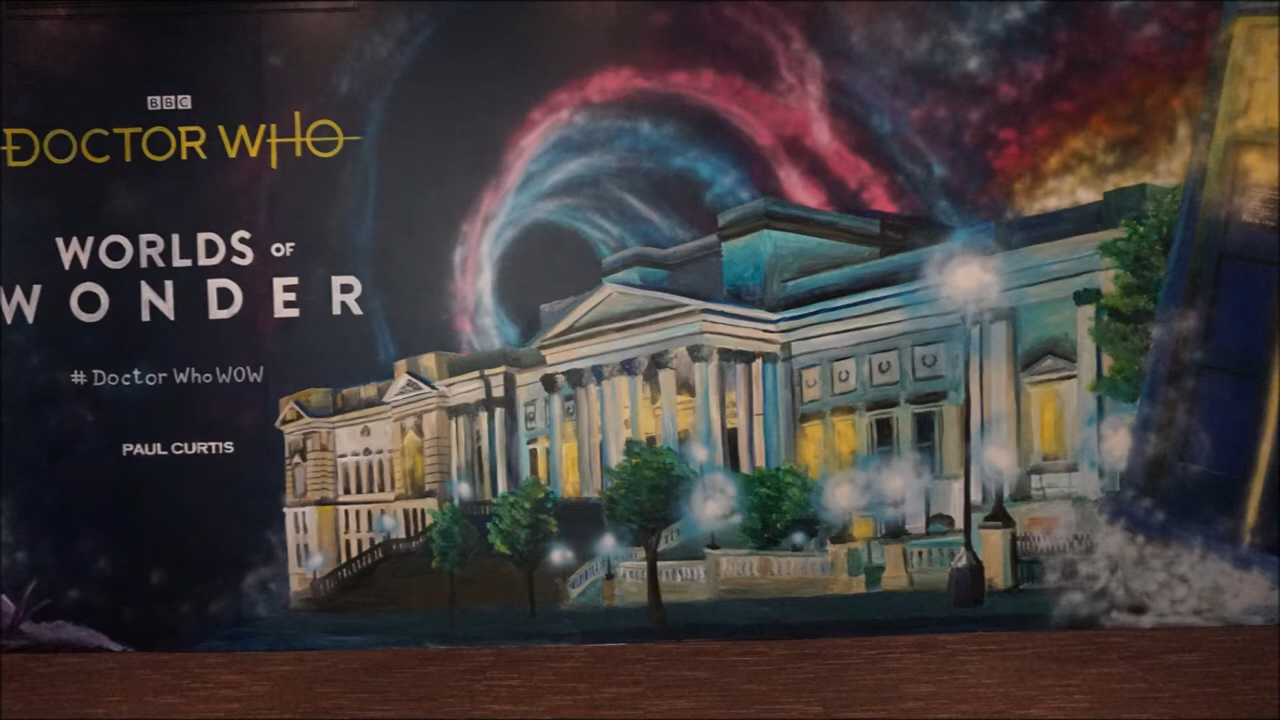 BBC
DOCTOR WHO
WORLDS OF
WONDER
#DoctorWhoWOW
PAUL CURTIS